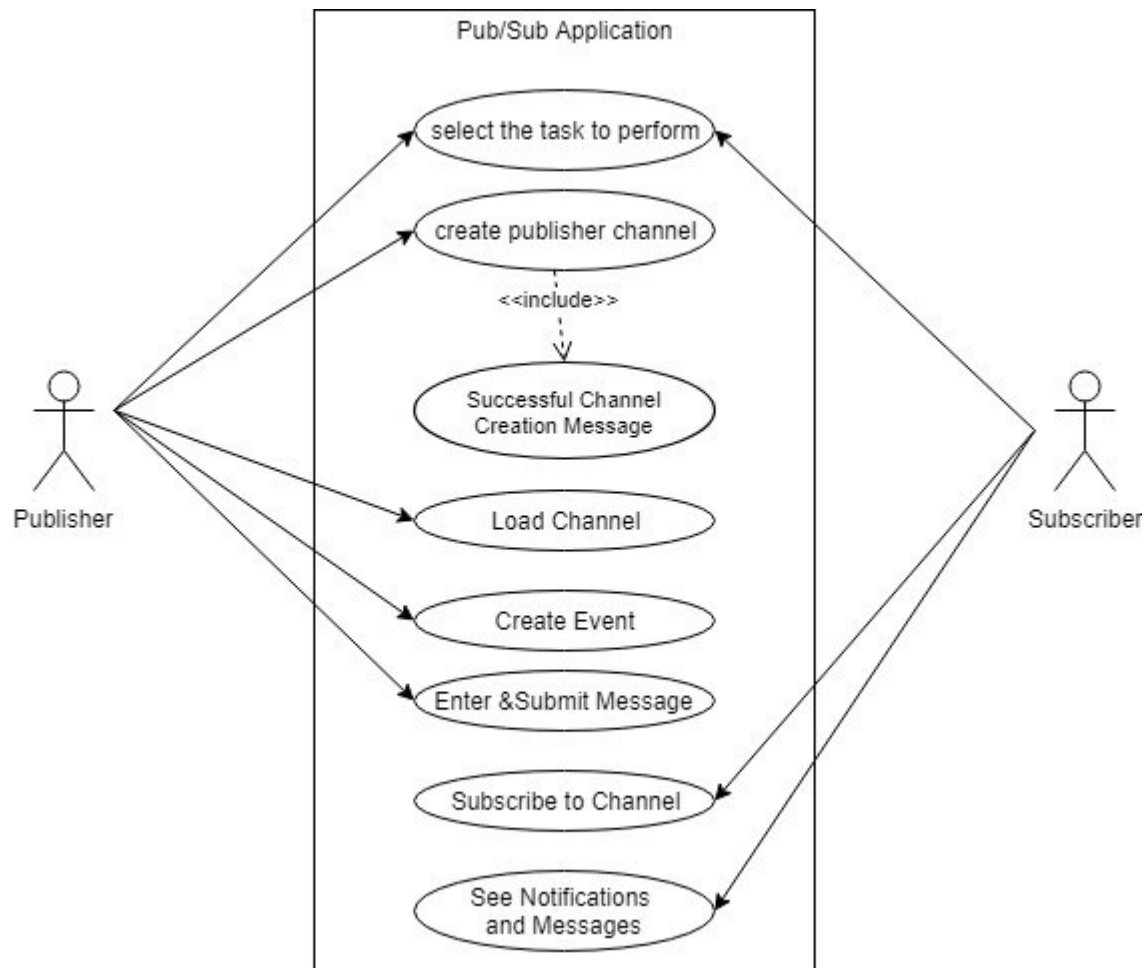 Pub/Sub Application
select the task to perform
create publisher channel
<<include>>
Successful Channel
Creation Message
Publisher
Load Channel
Subscriber
Create Event
Enter &Submit Message
Subscribe to Channel
See Notifications
and Messages